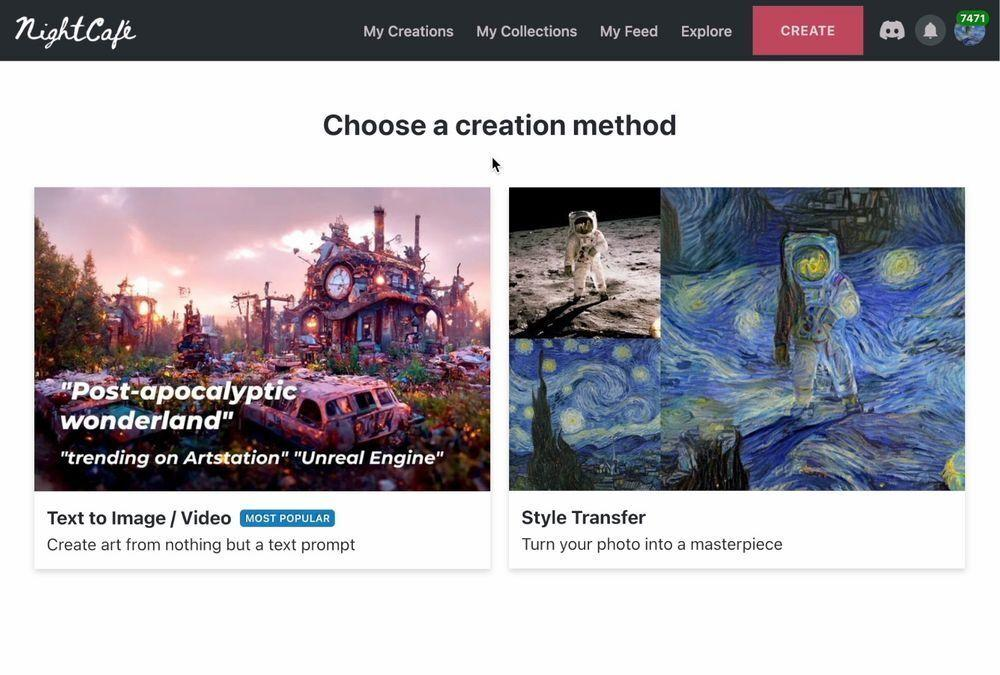 NightCafé
My Creations My Collections My Feed Explore CREATE 7471
Choose a creation method
"Post-apocalyptic
wonderland"
"trending on Artstation" "Unreal Engine"
Text to Image / Video MOST POPULAR
Create art from nothing but a text prompt
Style Transfer
Turn your photo into a masterpiece